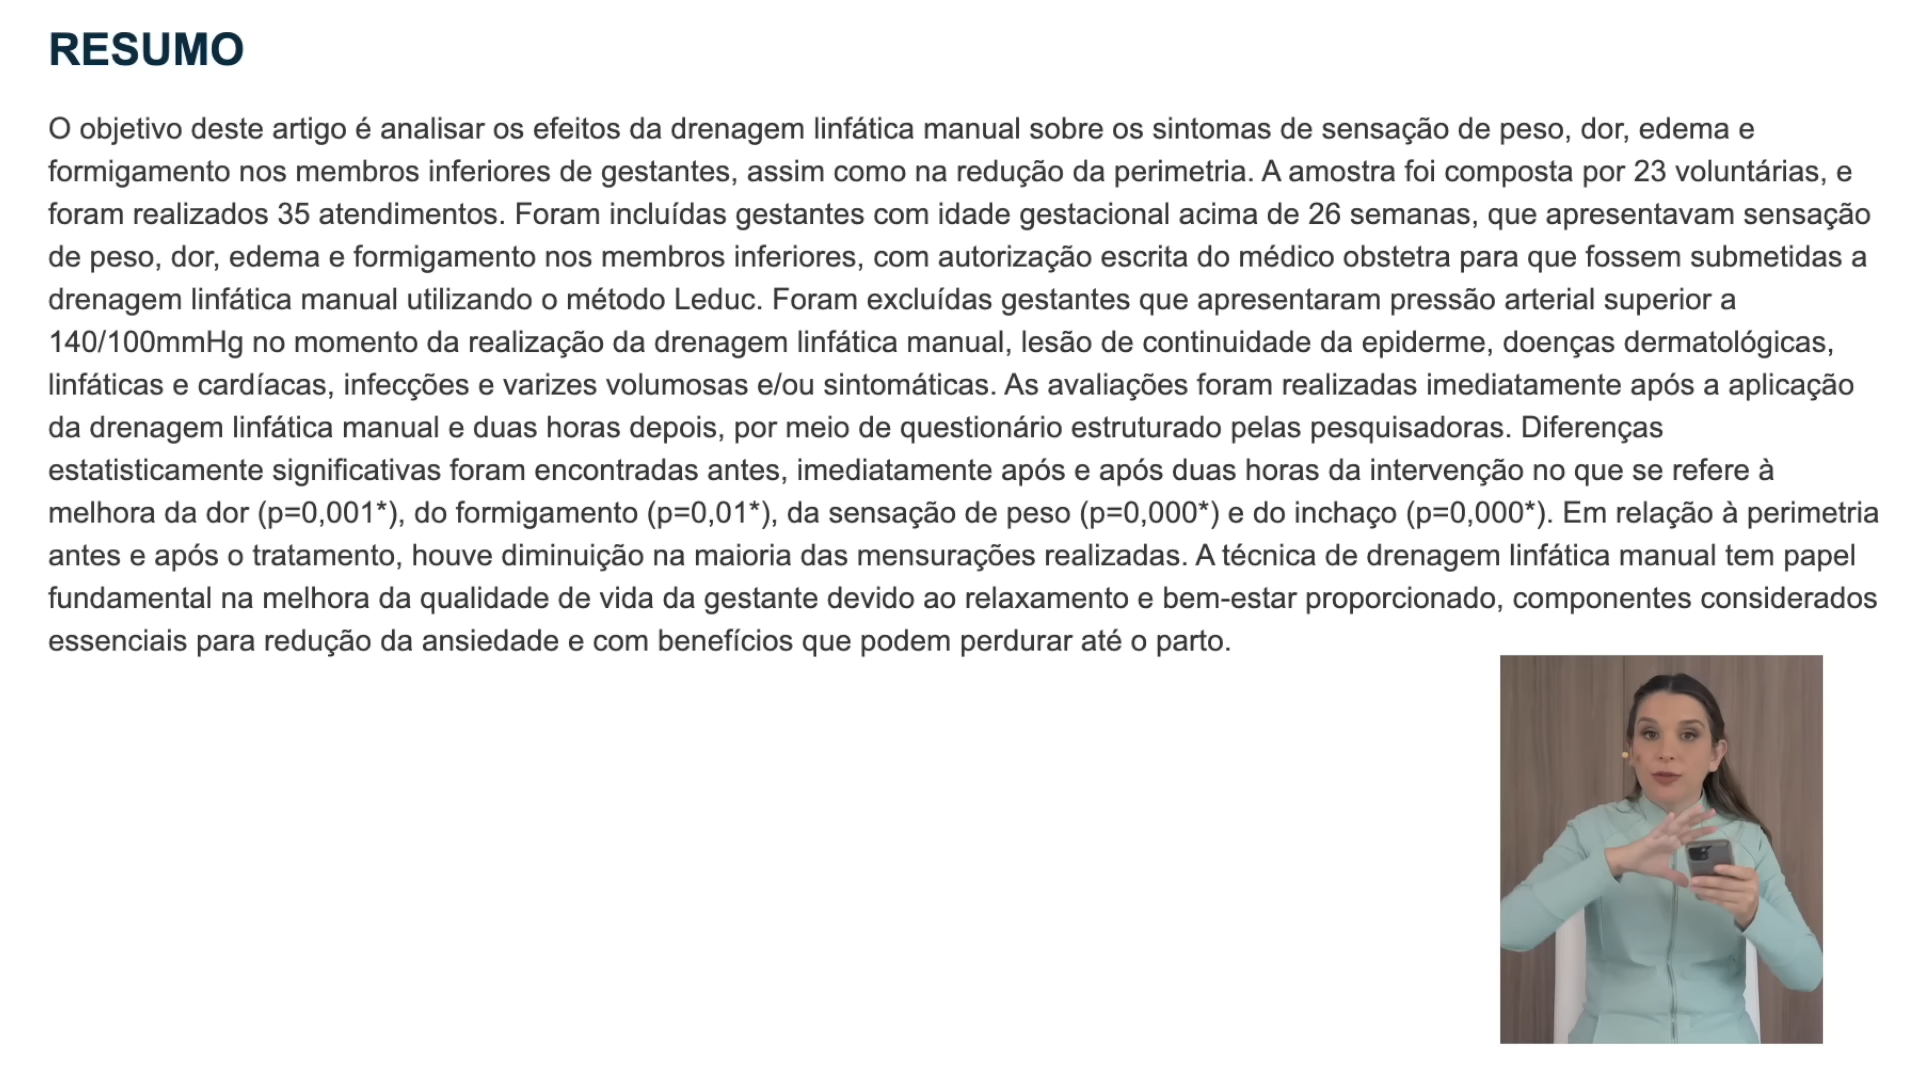 RESUMO
O objetivo deste artigo é analisar os efeitos da drenagem linfática manual sobre os sintomas de sensação de peso, dor, edema e
formigamento nos membros inferiores de gestantes, assim como na redução da perimetria. A amostra foi composta por 23 voluntárias, e
foram realizados 35 atendimentos. Foram incluídas gestantes com idade gestacional acima de 26 semanas, que apresentavam sensação
de peso, dor, edema e formigamento nos membros inferiores, com autorização escrita do médico obstetra para que fossem submetidas a
drenagem linfática manual utilizando o método Leduc. Foram excluídas gestantes que apresentaram pressão arterial superior a
140/100mmHg no momento da realização da drenagem linfática manual, lesão de continuidade da epiderme, doenças dermatológicas,
linfáticas e cardíacas, infecções e varizes volumosas e/ou sintomáticas. As avaliações foram realizadas imediatamente após a aplicação
da drenagem linfática manual e duas horas depois, por meio de questionário estruturado pelas pesquisadoras. Diferenças
estatisticamente significativas foram encontradas antes, imediatamente após e após duas horas da intervenção no que se refere à
melhora da dor (p=0,001*), do formigamento (p=0,01*), da sensação de peso (p=0,000*) e do inchaço (p=0,000*). Em relação à perimetria
antes e após o tratamento, houve diminuição na maioria das mensurações realizadas. A técnica de drenagem linfática manual tem papel
fundamental na melhora da qualidade de vida da gestante devido ao relaxamento e bem-estar proporcionado, componentes considerados
essenciais para redução da ansiedade e com benefícios que podem perdurar até o parto.